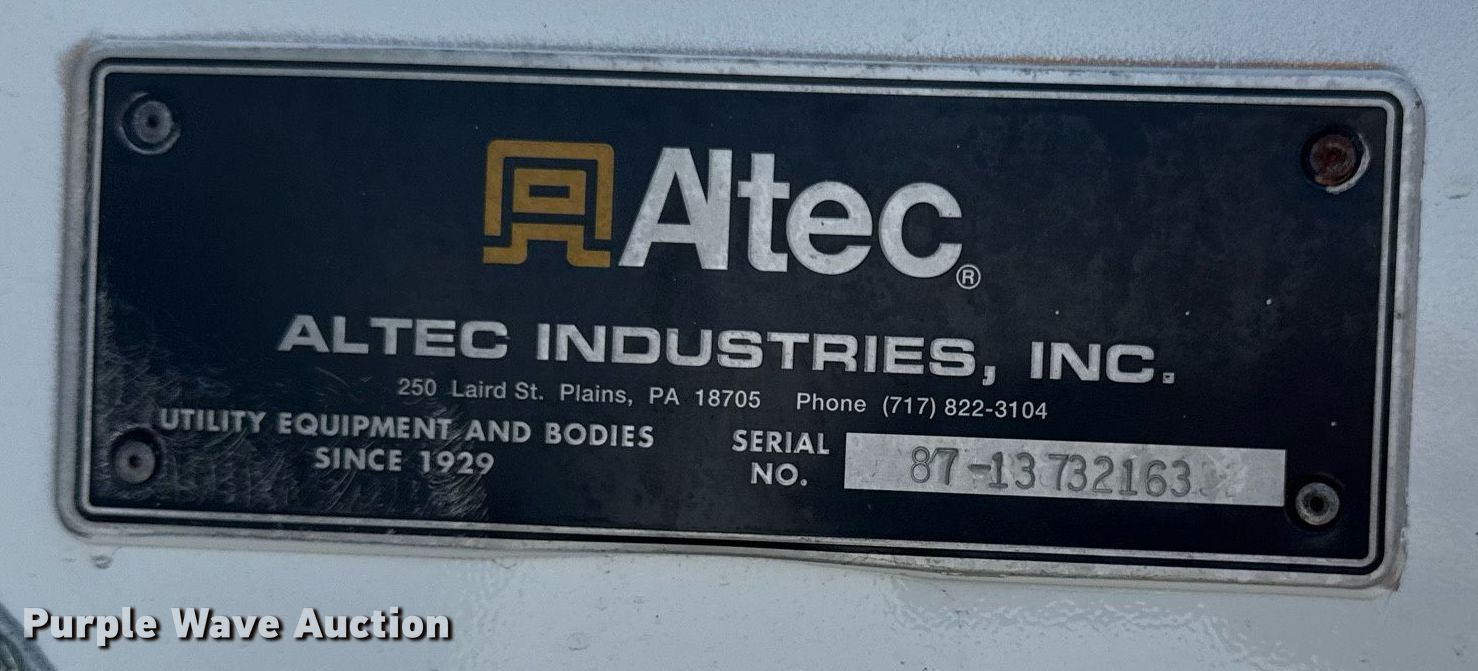 Altec®
ALTEC INDUSTRIES, INC.
250 Laird St. Plains, PA 18705 Phone (717) 822-3104
UTILITY EQUIPMENT AND BODIES
SINCE 1929
SERIAL
NO.
87-13732163
Purple Wave Auction